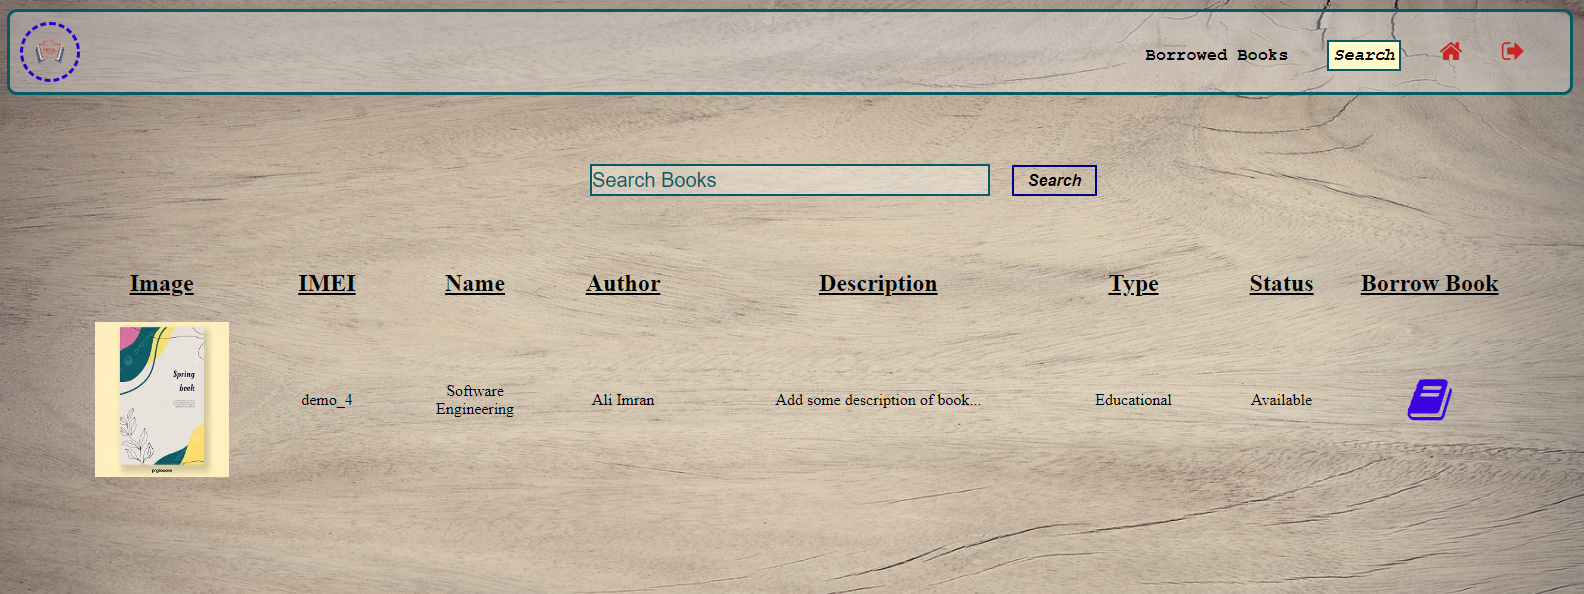 Borrowed Books
Search
Search Books
Search
Image
IMEI
Name
Author
Description
Type
Status
Borrow Book
Spring
book
demo_4
Software
Engineering
Ali Imran
Add some description of book...
Educational
Available